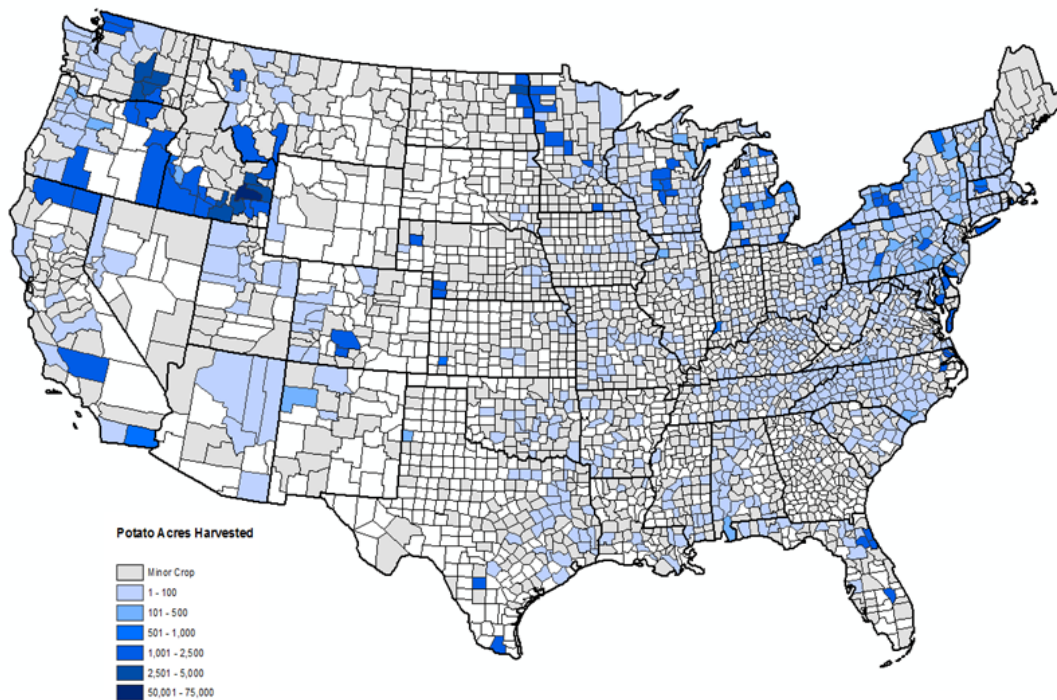 Potato Acres Harvested
Minor Crop
1 - 100
101 - 500
501 - 1,000
1,001 - 2,500
2,501 - 5,000
50,001 - 75,000